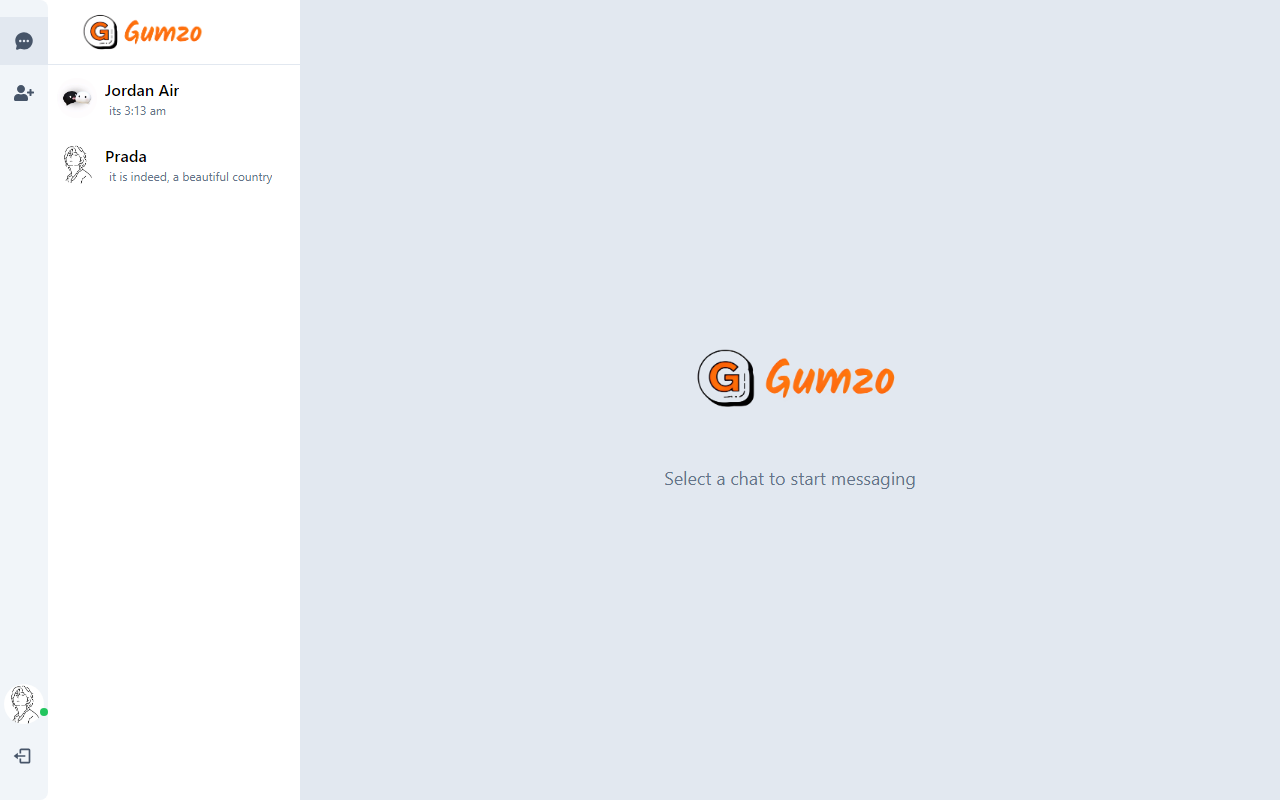 G Gumzo
Jordan Air
its 3:13 am
Prada
it is indeed, a beautiful country
G Gumzo
Select a chat to start messaging